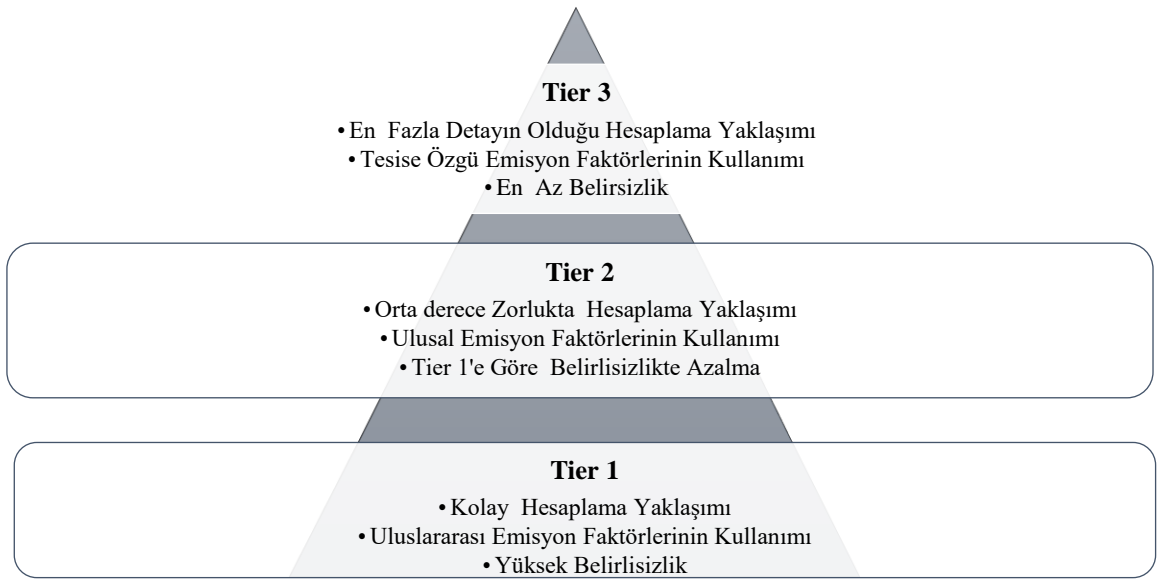 Tier 3
• En Fazla Detayın Olduğu Hesaplama Yaklaşımı
• Tesise Özgü Emisyon Faktörlerinin Kullanımı
• En Az Belirsizlik
Tier 2
• Orta derece Zorlukta Hesaplama Yaklaşımı
• Ulusal Emisyon Faktörlerinin Kullanımı
• Tier 1'e Göre Belirlisizlikte Azalma
Tier 1
• Kolay Hesaplama Yaklaşımı
• Uluslararası Emisyon Faktörlerinin Kullanımı
• Yüksek Belirlisizlik